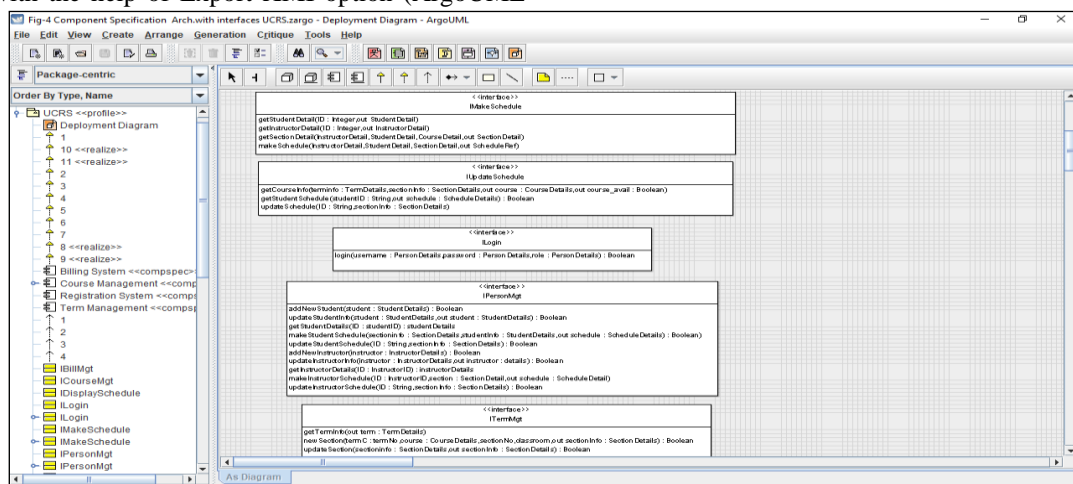 with the help of Export XMI option (ArgoUML
Fig-4 Component Specification Arch.with interfaces UCRS.zargo - Deployment Diagram - ArgoUML
File Edit View Create Arrange Generation Critique Tools Help
Package-centric
Order By Type, Name
UCRS <<profile>>
Deployment Diagram
1
10 <<realize>>
11 <<realize>>
2
3
4
5
6
7
8 <<realize>>
9 <<realize>>
Billing System <<compspec>
Course Management <<comp
Registration System <<comps
Term Management <<compsp
1
2
3
4
IBillMgt
ICourseMgt
IDisplaySchedule
ILogin
ILogin
IMakeSchedule
IMakeSchedule
IPersonMgt
IPersonMgt
<<interface>>
IMakeSchedule
getStudentDetail(ID : Integer,out StudentDetail)
getInstructorDetail(ID : Integer,out InstructorDetail)
getSectionDetail(InstructorDetail,StudentDetail,CourseDetail,out SectionDetail)
makeSchedule(InstructorDetail,StudentDetail,SectionDetail,out ScheduleRef)
<<interface>>
IUpdateSchedule
getCourseInfo(terminfo : TermDetails,sectionInfo : SectionDetails,out course : CourseDetails,out course_avail : Boolean)
getStudentSchedule(studentID : String,out schedule : ScheduleDetails) : Boolean
updateSchedule(ID : String,sectionInfo : SectionDetails)
<<interface>>
ILogin
login(username : PersonDetails,password : PersonDetails,role : PersonDetails) : Boolean
<<interface>>
IPersonMgt
addNewStudent(student : StudentDetails) : Boolean
updateStudentInfo(student : StudentDetails,out student : StudentDetails) : Boolean
getStudentDetails(ID : studentID) : studentDetails
makeStudentSchedule(sectioninfo : SectionDetails,studentInfo : StudentDetails,out schedule : ScheduleDetails) : Boolean)
updateStudentSchedule(ID : String,sectionInfo : SectionDetails) : Boolean
addNewInstructor(instructor : InstructorDetails) : Boolean
updateInstructorInfo(instructor : InstructorDetails,out instructor : details) : Boolean
getInstructorDetails(ID : InstructorID) : instructorDetails
makeInstructorSchedule(ID : InstructorID,section : SectionDetail,out schedule : ScheduleDetail)
updateInstructorSchedule(ID : String,sectionInfo : SectionDetails) : Boolean
<<interface>>
ITermMgt
getTermInfo(out term : TermDetails)
newSection(termC : termNo,course : CourseDetails,sectionNo,classroom,out sectionInfo : SectionDetails) : Boolean
updateSection(sectionInfo : SectionDetails,out sectionInfo : SectionDetails) : Boolean
As Diagram